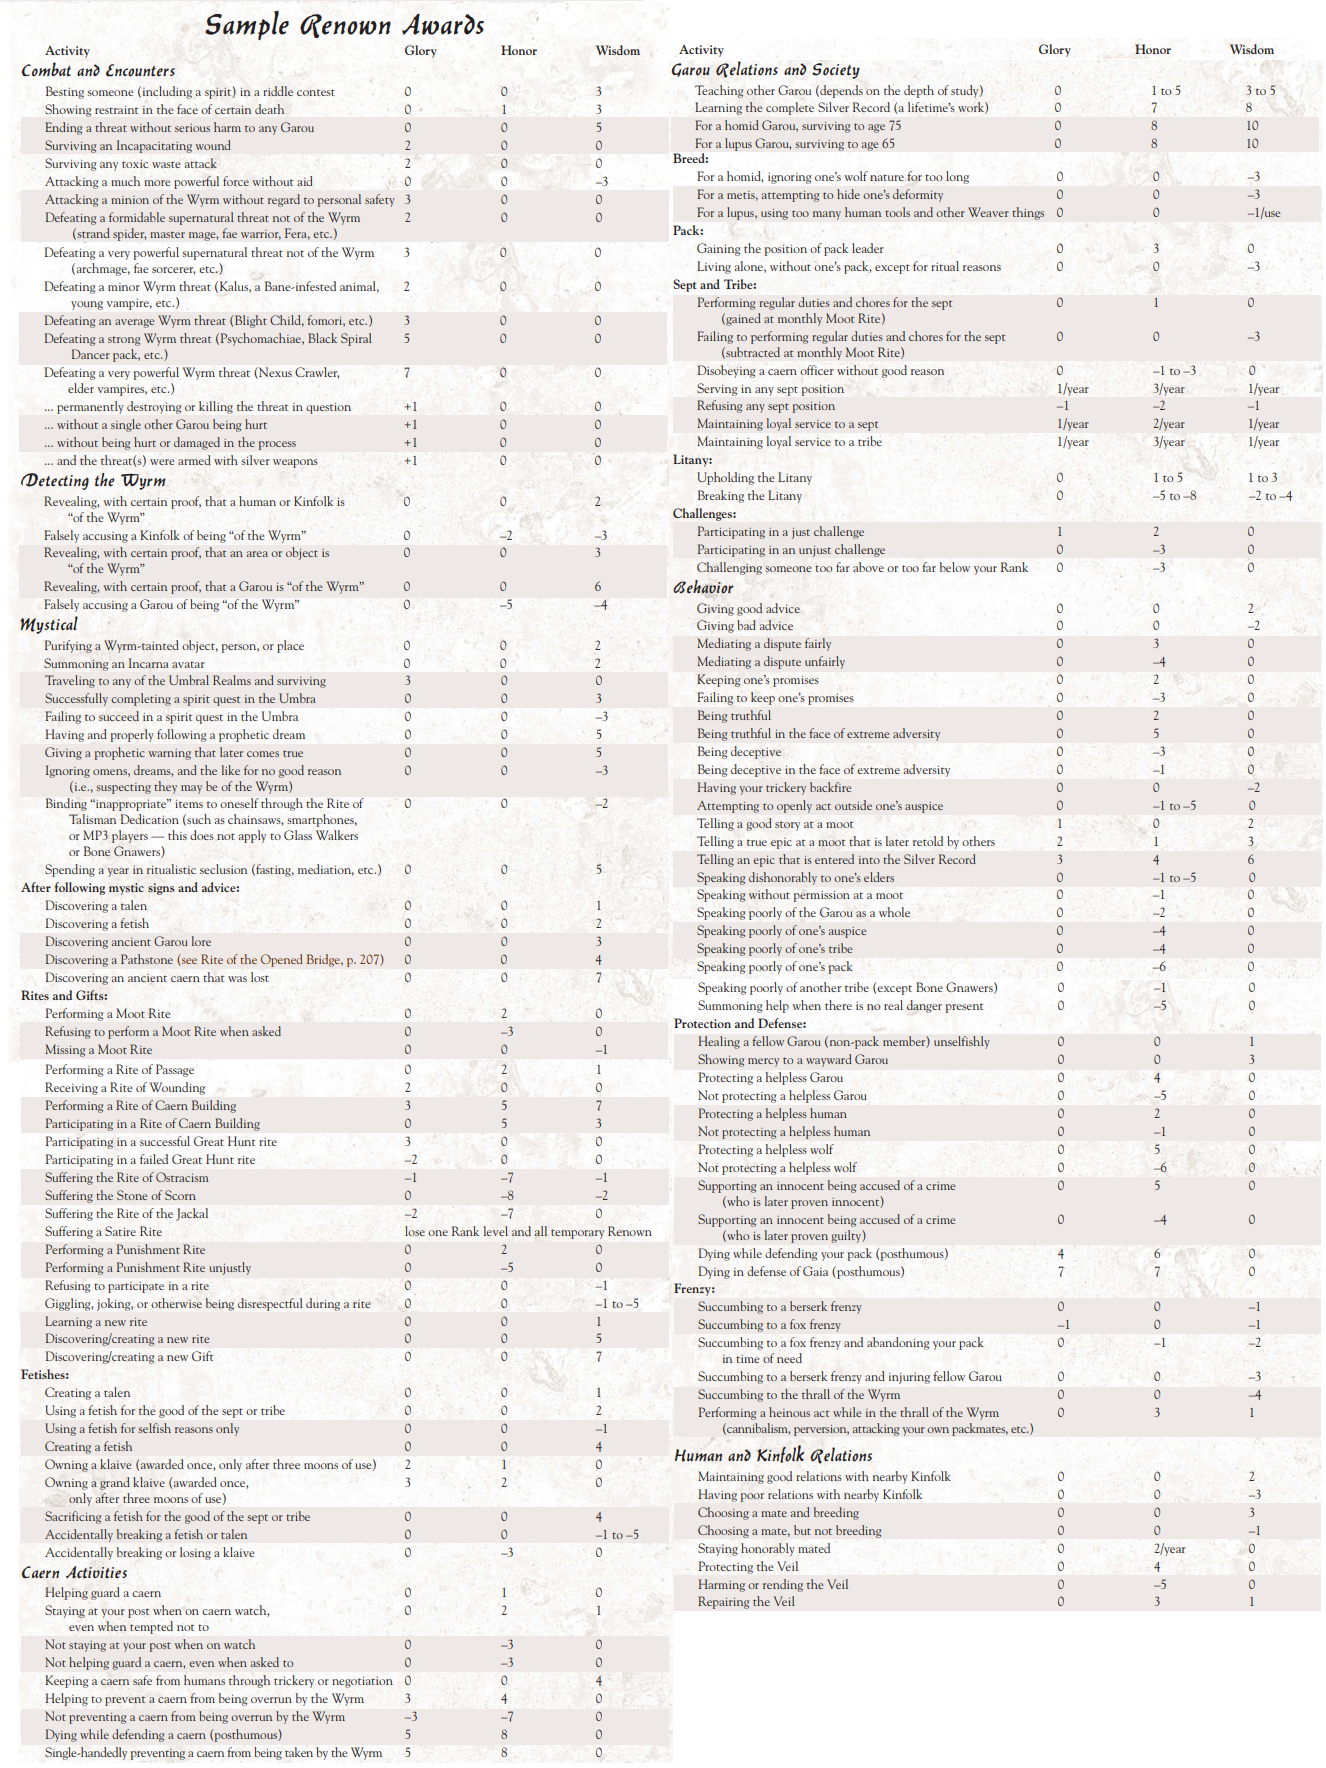 Sample Renown Awards
Activity Glory Honor Wisdom
Combat and Encounters
Besting someone (including a spirit) in a riddle contest 0 0 3
Showing restraint in the face of certain death 0 1 3
Ending a threat without serious harm to any Garou 0 0 5
Surviving an Incapacitating wound 2 0 0
Surviving any toxic waste attack 2 0 0
Attacking a much more powerful force without aid 0 0 –3
Attacking a minion of the Wyrm without regard to personal safety 3 0 0
Defeating a formidable supernatural threat not of the Wyrm 2 0 0
(strand spider, master mage, fae warrior, Fera, etc.)
Defeating a very powerful supernatural threat not of the Wyrm 3 0 0
(archmage, fae sorcerer, etc.)
Defeating a minor Wyrm threat (Kalus, a Bane-infested animal, 2 0 0
young vampire, etc.)
Defeating an average Wyrm threat (Blight Child, fomori, etc.) 3 0 0
Defeating a strong Wyrm threat (Psychomachiae, Black Spiral 5 0 0
Dancer pack, etc.)
Defeating a very powerful Wyrm threat (Nexus Crawler, 7 0 0
elder vampires, etc.)
... permanently destroying or killing the threat in question +1 0 0
... without a single other Garou being hurt +1 0 0
... without being hurt or damaged in the process +1 0 0
... and the threat(s) were armed with silver weapons +1 0 0
Detecting the Wyrm
Revealing, with certain proof, that a human or Kinfolk is 0 0 2
“of the Wyrm”
Falsely accusing a Kinfolk of being “of the Wyrm” 0 –2 –3
Revealing, with certain proof, that an area or object is 0 0 3
“of the Wyrm”
Revealing, with certain proof, that a Garou is “of the Wyrm” 0 0 6
Falsely accusing a Garou of being “of the Wyrm” 0 –5 –4
Mystical
Purifying a Wyrm-tainted object, person, or place 0 0 2
Summoning an Incarna avatar 0 0 2
Traveling to any of the Umbral Realms and surviving 3 0 0
Successfully completing a spirit quest in the Umbra 0 0 3
Failing to succeed in a spirit quest in the Umbra 0 0 –3
Having and properly following a prophetic dream 0 0 5
Giving a prophetic warning that later comes true 0 0 5
Ignoring omens, dreams, and the like for no good reason 0 0 –3
(i.e., suspecting they may be of the Wyrm)
Binding “inappropriate” items to oneself through the Rite of 0 0 –2
Talisman Dedication (such as chainsaws, smartphones,
or MP3 players — this does not apply to Glass Walkers
or Bone Gnawers)
Spending a year in ritualistic seclusion (fasting, mediation, etc.) 0 0 5
After following mystic signs and advice:
Discovering a talen 0 0 1
Discovering a fetish 0 0 2
Discovering ancient Garou lore 0 0 3
Discovering a Pathstone (see Rite of the Opened Bridge, p. 207) 0 0 4
Discovering an ancient caern that was lost 0 0 7
Rites and Gifts:
Performing a Moot Rite 0 2 0
Refusing to perform a Moot Rite when asked 0 –3 0
Missing a Moot Rite 0 0 –1
Performing a Rite of Passage 0 2 1
Receiving a Rite of Wounding 2 0 0
Performing a Rite of Caern Building 3 5 7
Participating in a Rite of Caern Building 0 5 3
Participating in a successful Great Hunt rite 3 0 0
Participating in a failed Great Hunt rite –2 0 0
Suffering the Rite of Ostracism –1 –7 –1
Suffering the Stone of Scorn 0 –8 –2
Suffering the Rite of the Jackal –2 –7 0
Suffering a Satire Rite lose one Rank level and all temporary Renown
Performing a Punishment Rite 0 2 0
Performing a Punishment Rite unjustly 0 –5 0
Refusing to participate in a rite 0 0 –1
Giggling, joking, or otherwise being disrespectful during a rite 0 0 –1 to –5
Learning a new rite 0 0 1
Discovering/creating a new rite 0 0 5
Discovering/creating a new Gift 0 0 7
Fetishes:
Creating a talen 0 0 1
Using a fetish for the good of the sept or tribe 0 0 2
Using a fetish for selfish reasons only 0 0 –1
Creating a fetish 0 0 4
Owning a klaive (awarded once, only after three moons of use) 2 1 0
Owning a grand klaive (awarded once, 3 2 0
only after three moons of use)
Sacrificing a fetish for the good of the sept or tribe 0 0 4
Accidentally breaking a fetish or talen 0 0 –1 to –5
Accidentally breaking or losing a klaive 0 –3 0
Caern Activities
Helping guard a caern 0 1 0
Staying at your post when on caern watch, 0 2 1
even when tempted not to
Not staying at your post when on watch 0 –3 0
Not helping guard a caern, even when asked to 0 –3 0
Keeping a caern safe from humans through trickery or negotiation 0 0 4
Helping to prevent a caern from being overrun by the Wyrm 3 4 0
Not preventing a caern from being overrun by the Wyrm –3 –7 0
Dying while defending a caern (posthumous) 5 8 0
Single-handedly preventing a caern from being taken by the Wyrm 5 8 0
Activity Glory Honor Wisdom
Garou Relations and Society
Teaching other Garou (depends on the depth of study) 0 1 to 5 3 to 5
Learning the complete Silver Record (a lifetime’s work) 0 7 8
For a homid Garou, surviving to age 75 0 8 10
For a lupus Garou, surviving to age 65 0 8 10
Breed:
For a homid, ignoring one’s wolf nature for too long 0 0 –3
For a metis, attempting to hide one’s deformity 0 0 –3
For a lupus, using too many human tools and other Weaver things 0 0 –1/use
Pack:
Gaining the position of pack leader 0 3 0
Living alone, without one’s pack, except for ritual reasons 0 0 –3
Sept and Tribe:
Performing regular duties and chores for the sept 0 1 0
(gained at monthly Moot Rite)
Failing to performing regular duties and chores for the sept 0 0 –3
(subtracted at monthly Moot Rite)
Disobeying a caern officer without good reason 0 –1 to –3 0
Serving in any sept position 1/year 3/year 1/year
Refusing any sept position –1 –2 –1
Maintaining loyal service to a sept 1/year 2/year 1/year
Maintaining loyal service to a tribe 1/year 3/year 1/year
Litany:
Upholding the Litany 0 1 to 5 1 to 3
Breaking the Litany 0 –5 to –8 –2 to –4
Challenges:
Participating in a just challenge 1 2 0
Participating in an unjust challenge 0 –3 0
Challenging someone too far above or too far below your Rank 0 –3 0
Behavior
Giving good advice 0 0 2
Giving bad advice 0 0 –2
Mediating a dispute fairly 0 3 0
Mediating a dispute unfairly 0 –4 0
Keeping one’s promises 0 2 0
Failing to keep one’s promises 0 –3 0
Being truthful 0 2 0
Being truthful in the face of extreme adversity 0 5 0
Being deceptive 0 –3 0
Being deceptive in the face of extreme adversity 0 –1 0
Having your trickery backfire 0 0 –2
Attempting to openly act outside one’s auspice 0 –1 to –5 0
Telling a good story at a moot 1 0 2
Telling a true epic at a moot that is later retold by others 2 1 3
Telling an epic that is entered into the Silver Record 3 4 6
Speaking dishonorably to one’s elders 0 –1 to –5 0
Speaking without permission at a moot 0 –1 0
Speaking poorly of the Garou as a whole 0 –2 0
Speaking poorly of one’s auspice 0 –4 0
Speaking poorly of one’s tribe 0 –4 0
Speaking poorly of one’s pack 0 –6 0
Speaking poorly of another tribe (except Bone Gnawers) 0 –1 0
Summoning help when there is no real danger present 0 –5 0
Protection and Defense:
Healing a fellow Garou (non-pack member) unselfishly 0 0 1
Showing mercy to a wayward Garou 0 0 3
Protecting a helpless Garou 0 4 0
Not protecting a helpless Garou 0 –5 0
Protecting a helpless human 0 2 0
Not protecting a helpless human 0 –1 0
Protecting a helpless wolf 0 5 0
Not protecting a helpless wolf 0 –6 0
Supporting an innocent being accused of a crime 0 5 0
(who is later proven innocent)
Supporting an innocent being accused of a crime 0 –4 0
(who is later proven guilty)
Dying while defending your pack (posthumous) 4 6 0
Dying in defense of Gaia (posthumous) 7 7 0
Frenzy:
Succumbing to a berserk frenzy 0 0 –1
Succumbing to a fox frenzy –1 0 –1
Succumbing to a fox frenzy and abandoning your pack 0 –1 –2
in time of need
Succumbing to a berserk frenzy and injuring fellow Garou 0 0 –3
Succumbing to the thrall of the Wyrm 0 0 –4
Performing a heinous act while in the thrall of the Wyrm 0 3 1
(cannibalism, perversion, attacking your own packmates, etc.)
Human and Kinfolk Relations
Maintaining good relations with nearby Kinfolk 0 0 2
Having poor relations with nearby Kinfolk 0 0 –3
Choosing a mate and breeding 0 0 3
Choosing a mate, but not breeding 0 0 –1
Staying honorably mated 0 2/year 0
Protecting the Veil 0 4 0
Harming or rending the Veil 0 –5 0
Repairing the Veil 0 3 1